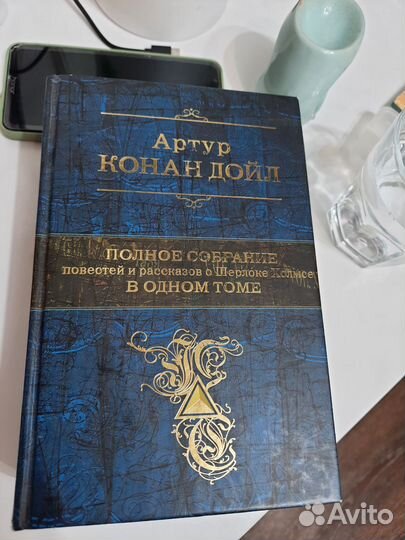 Артур
КОНАН ДОЙЛ
ПОЛНОЕ СОБРАНИЕ
повестей и рассказов о Шерлоке Холмсе
В ОДНОМ ТОМЕ
Avito